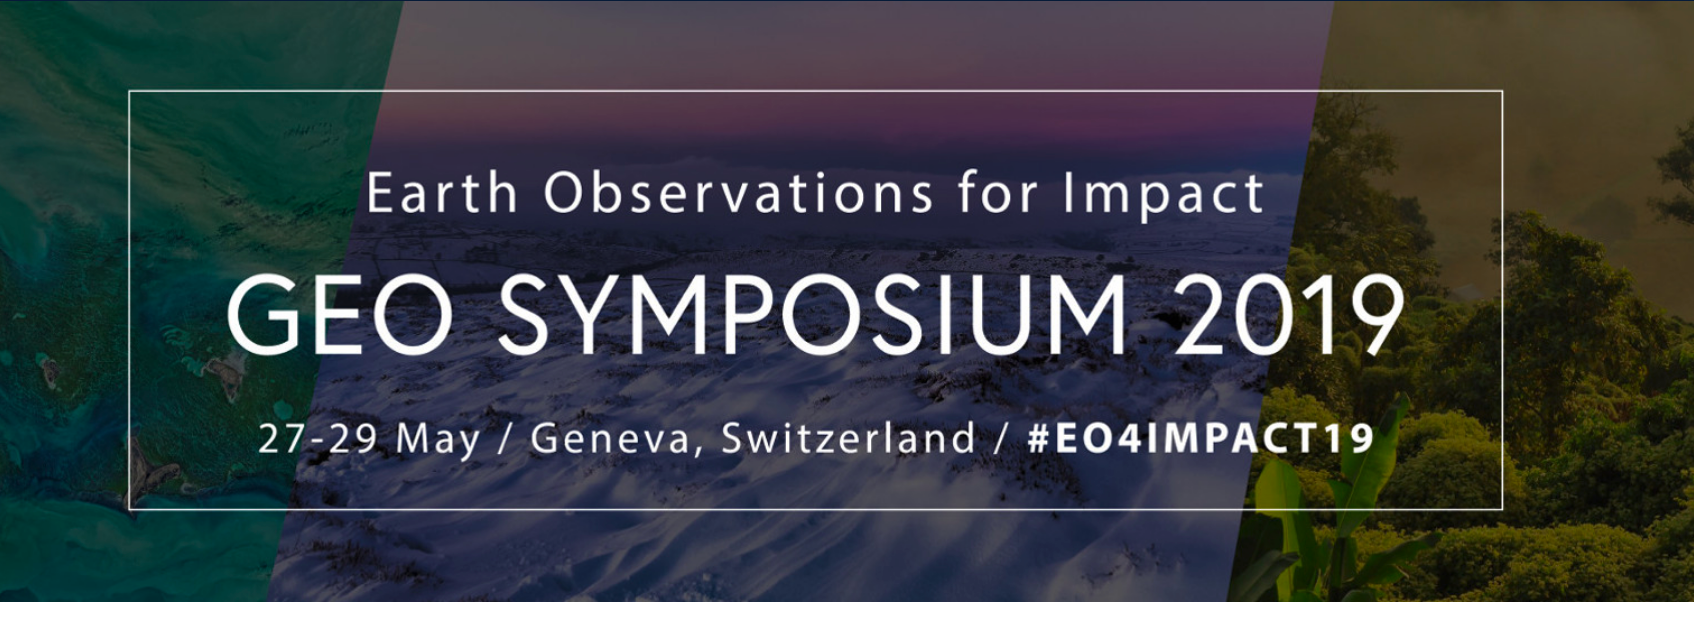 Earth Observations for Impact
GEO SYMPOSIUM 2019
27-29 May / Geneva, Switzerland / #EO4IMPACT19